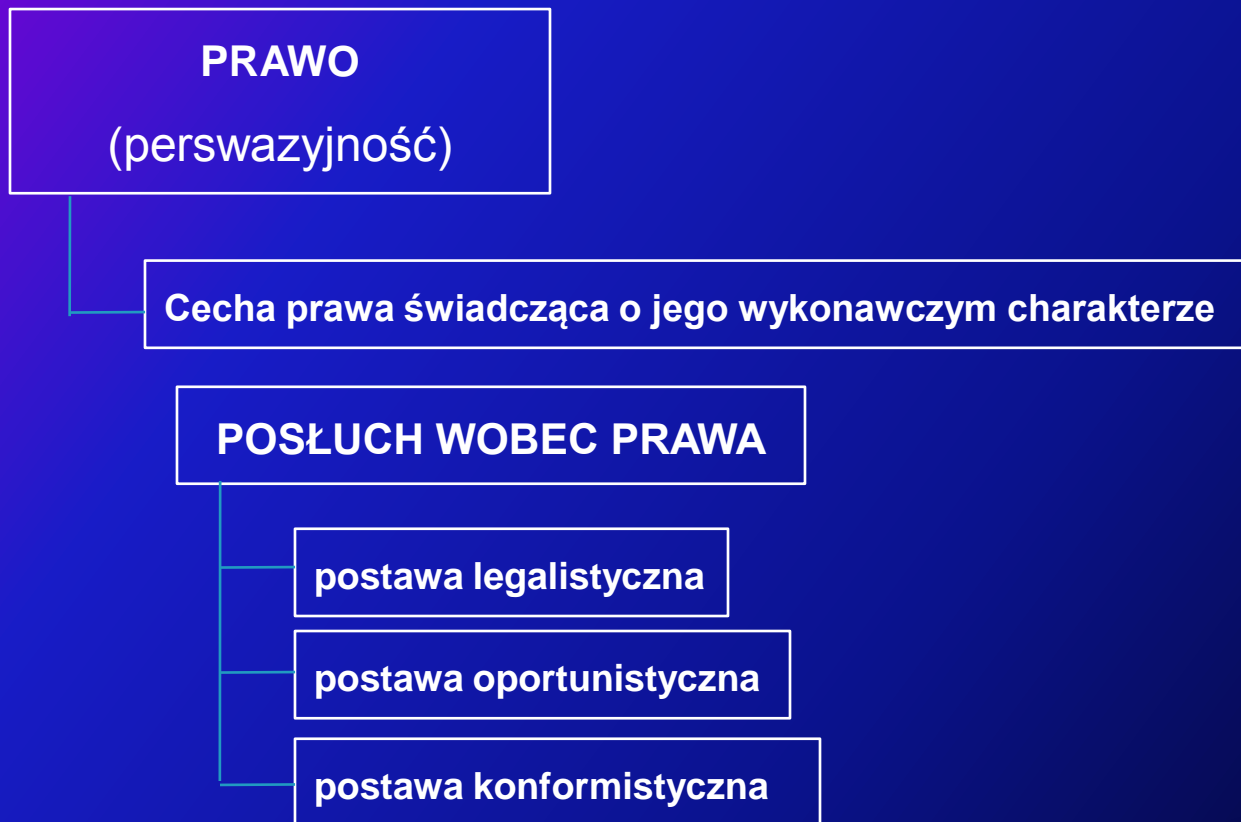 PRAWO
(perswazyjność)
Cecha prawa świadcząca o jego wykonawczym charakterze
POSŁUCH WOBEC PRAWA
postawa legalistyczna
postawa oportunistyczna
postawa konformistyczna